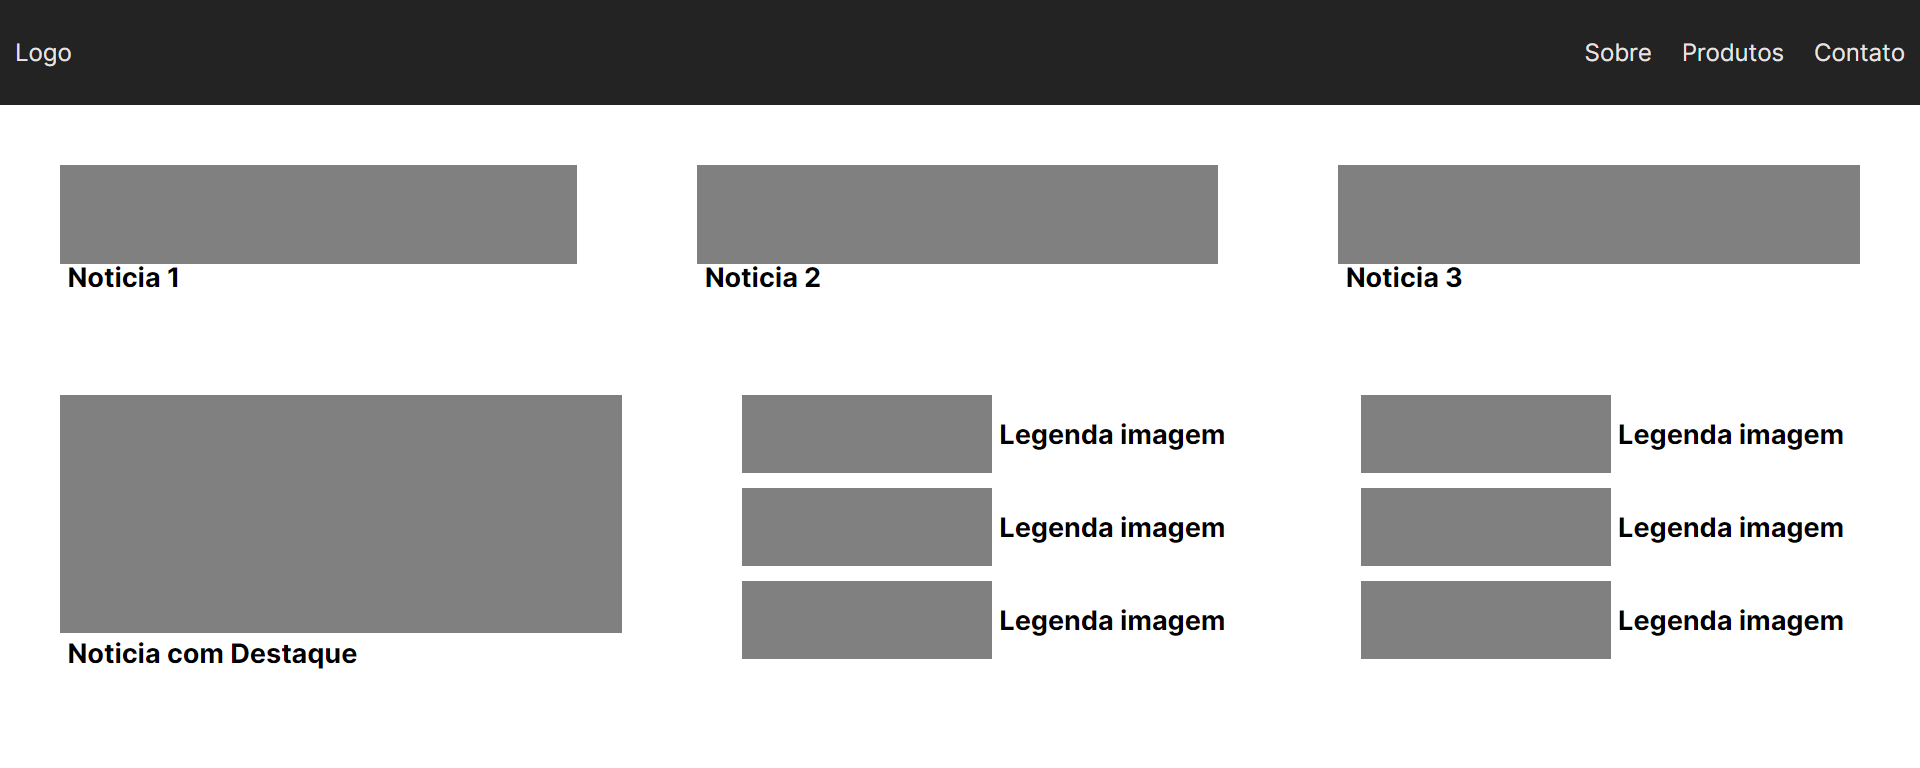 Logo
Sobre Produtos Contato
Noticia 1
Noticia 2
Noticia 3
Noticia com Destaque
Legenda imagem
Legenda imagem
Legenda imagem
Legenda imagem
Legenda imagem
Legenda imagem